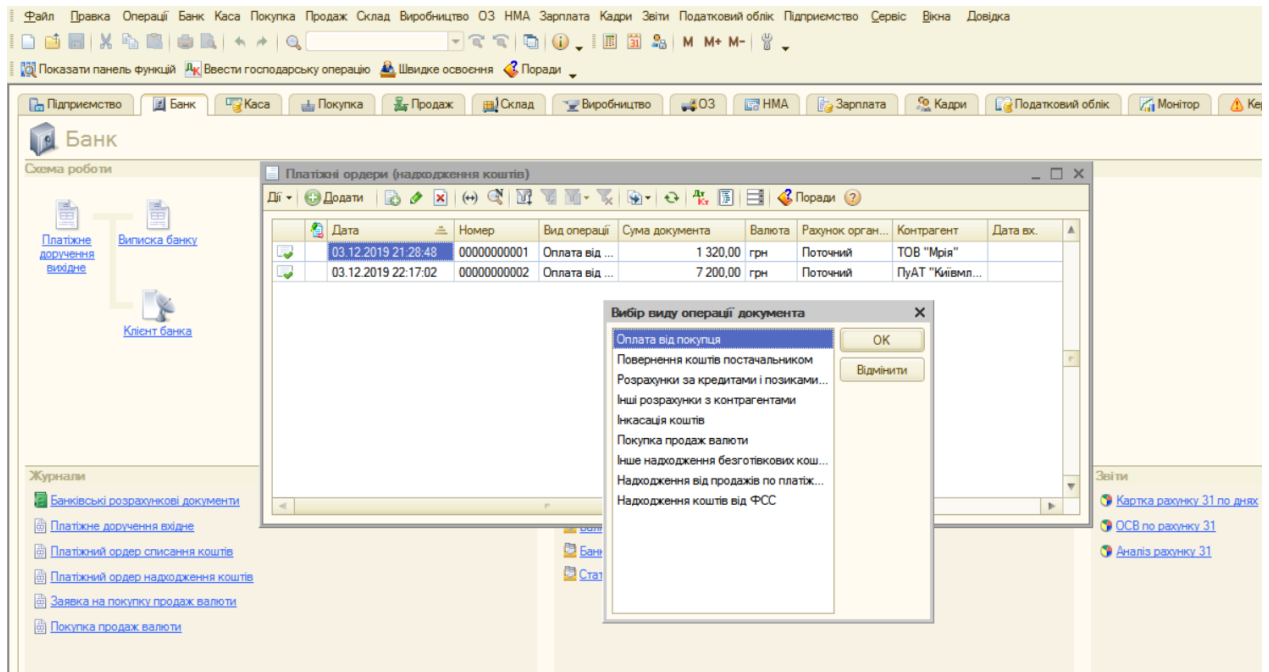 Файл Правка Операції Банк Каса Покупка Продаж Склад Виробництво ОЗ НМА Зарплата Кадри Звіти Податковий облік Підприємство Сервіс Вікна Довідка
M M+ M-
Показати панель функцій Ввести господарську операцію Швидке освоєння Поради
Підприємство Банк Каса Покупка Продаж Склад Виробництво ОЗ НМА Зарплата Кадри Податковий облік Монітор
Банк
Схема роботи
Платіжне доручення вихідне
Виписка банку
Клієнт банка
Платіжні ордери (надходження коштів)
Дії Додати Поради
Дата Номер Вид операції Сума документа Валюта Рахунок орган... Контрагент Дата вх.
03.12.2019 21:28:48 00000000001 Оплата від ... 1 320,00 грн Поточний ТОВ "Мрія"
03.12.2019 22:17:02 00000000002 Оплата від ... 7 200,00 грн Поточний ПуАТ "Київмл...
Вибір виду операції документа
Оплата від покупця
Повернення коштів постачальником
Розрахунки за кредитами і позиками...
Інші розрахунки з контрагентами
Інкасація коштів
Покупка продаж валюти
Інше надходження безготівкових кош...
Надходження від продажів по платіж...
Надходження коштів від ФСС
OK
Відмінити
Журнали
Банківські розрахункові документи
Платіжне доручення вхідне
Платіжний ордер списання коштів
Платіжний ордер надходження коштів
Заявка на покупку продаж валюти
Покупка продаж валюти
Звіти
Картка рахунку 31 по днях
ОСВ по рахунку 31
Аналіз рахунку 31